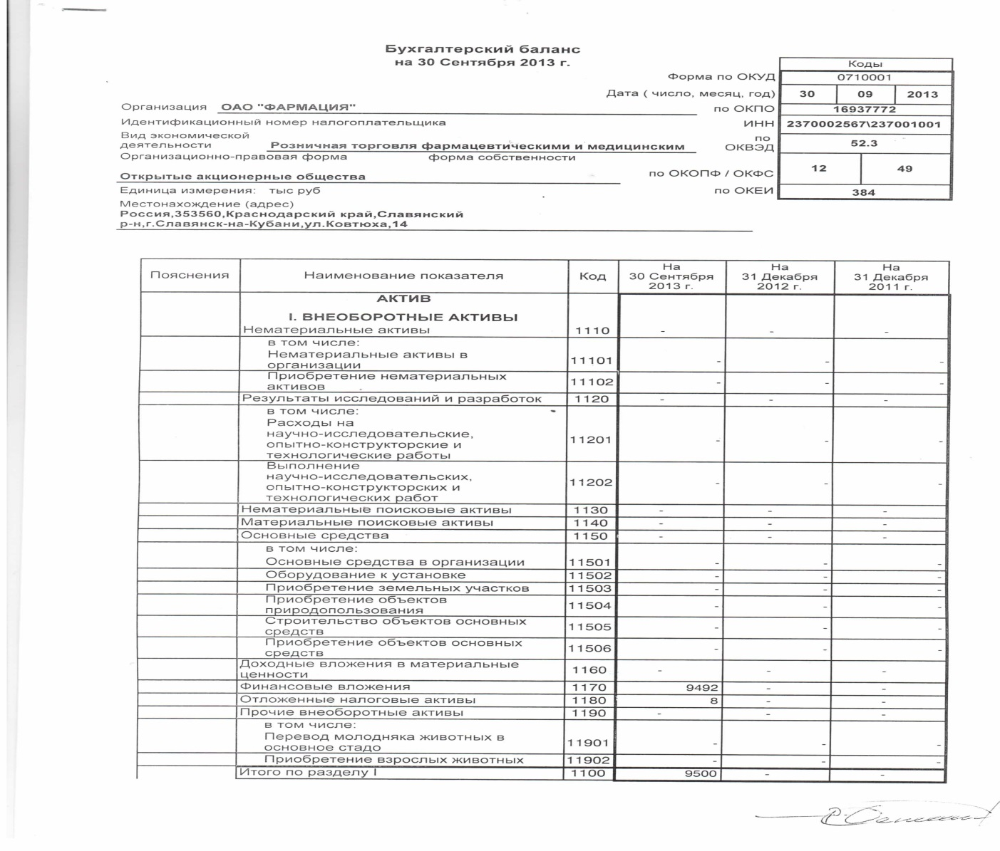 Бухгалтерский баланс
на 30 Сентября 2013 г.
Коды
Форма по ОКУД 0710001
Дата ( число, месяц, год) 30 09 2013
Организация ОАО "ФАРМАЦИЯ" по ОКПО 16937772
Идентификационный номер налогоплательщика ИНН 2370002567\237001001
Вид экономической
деятельности Розничная торговля фармацевтическими и медицинским по ОКВЭД 52.3
Организационно-правовая форма форма собственности
Открытые акционерные общества по ОКОПФ / ОКФС 12 49
Единица измерения: тыс руб по ОКЕИ 384
Местонахождение (адрес)
Россия,353560,Краснодарский край,Славянский
р-н,г.Славянск-на-Кубани,ул.Ковтюха,14
Пояснения Наименование показателя Код На 30 Сентября 2013 г. На 31 Декабря 2012 г. На 31 Декабря 2011 г.
АКТИВ
I. ВНЕОБОРОТНЫЕ АКТИВЫ
Нематериальные активы 1110 - - -
в том числе:
Нематериальные активы в
организации 11101 - - -
Приобретение нематериальных
активов 11102 - - -
Результаты исследований и разработок 1120 - - -
в том числе:
Расходы на
научно-исследовательские,
опытно-конструкторские и
технологические работы 11201 - - -
Выполнение
научно-исследовательских,
опытно-конструкторских и
технологических работ 11202 - - -
Нематериальные поисковые активы 1130 - - -
Материальные поисковые активы 1140 - - -
Основные средства 1150 - - -
в том числе:
Основные средства в организации 11501 - - -
Оборудование к установке 11502 - - -
Приобретение земельных участков 11503 - - -
Приобретение объектов
природопользования 11504 - - -
Строительство объектов основных
средств 11505 - - -
Приобретение объектов основных
средств 11506 - - -
Доходные вложения в материальные
ценности 1160 - - -
Финансовые вложения 1170 9492 - -
Отложенные налоговые активы 1180 8 - -
Прочие внеоборотные активы 1190 - - -
в том числе:
Перевод молодняка животных в
основное стадо 11901 - - -
Приобретение взрослых животных 11902 - - -
Итого по разделу I 1100 9500 - -